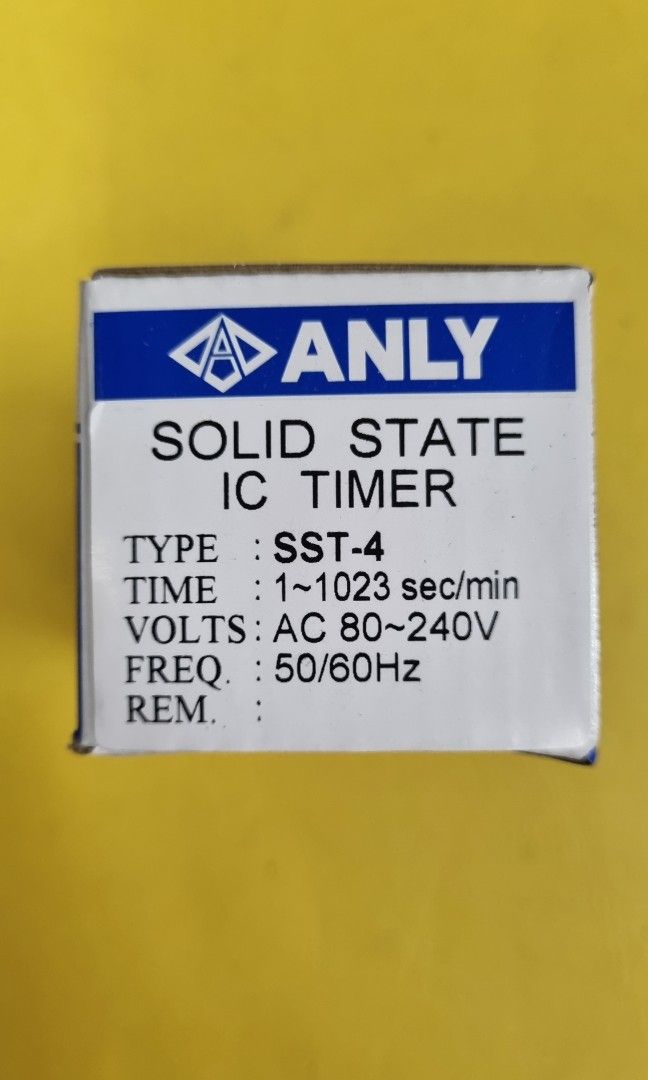 ANLY
SOLID STATE
IC TIMER
TYPE : SST-4
TIME : 1~1023 sec/min
VOLTS : AC 80~240V
FREQ. : 50/60Hz
REM. :